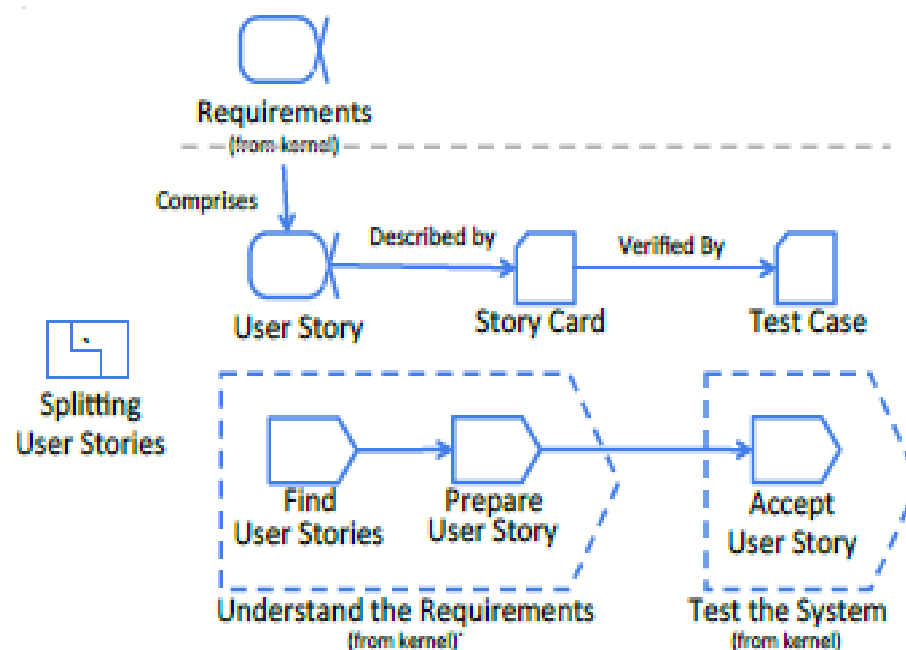 Requirements
(from kernel)
Comprises
Described by
Verified By
User Story
Story Card
Test Case
Splitting
User Stories
Find
User Stories
Prepare
User Story
Accept
User Story
Understand the Requirements
(from kernel)
Test the System
(from kernel)